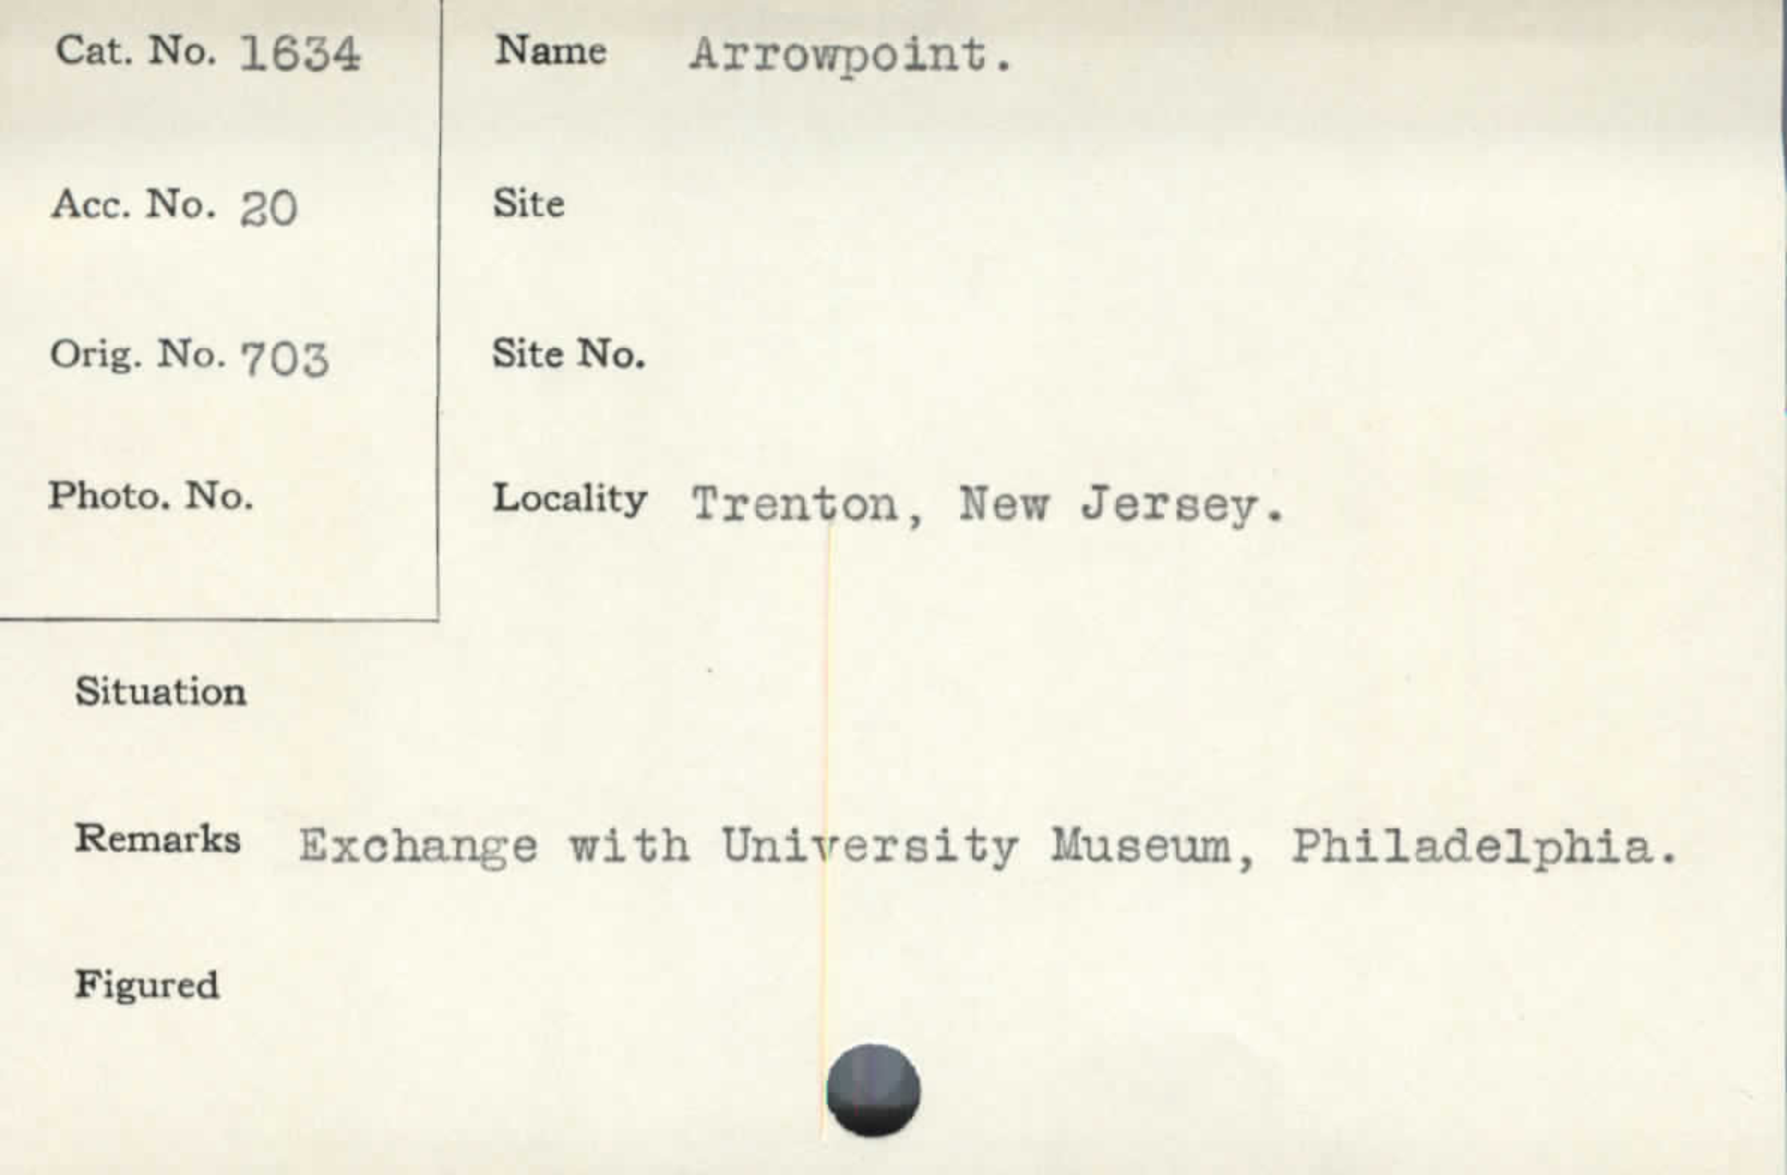 Cat. No. 1634
Name Arrowpoint.
Acc. No. 20
Site
Orig. No. 703
Site No.
Photo. No.
Locality Trenton, New Jersey.
Situation
Remarks Exchange with University Museum, Philadelphia.
Figured